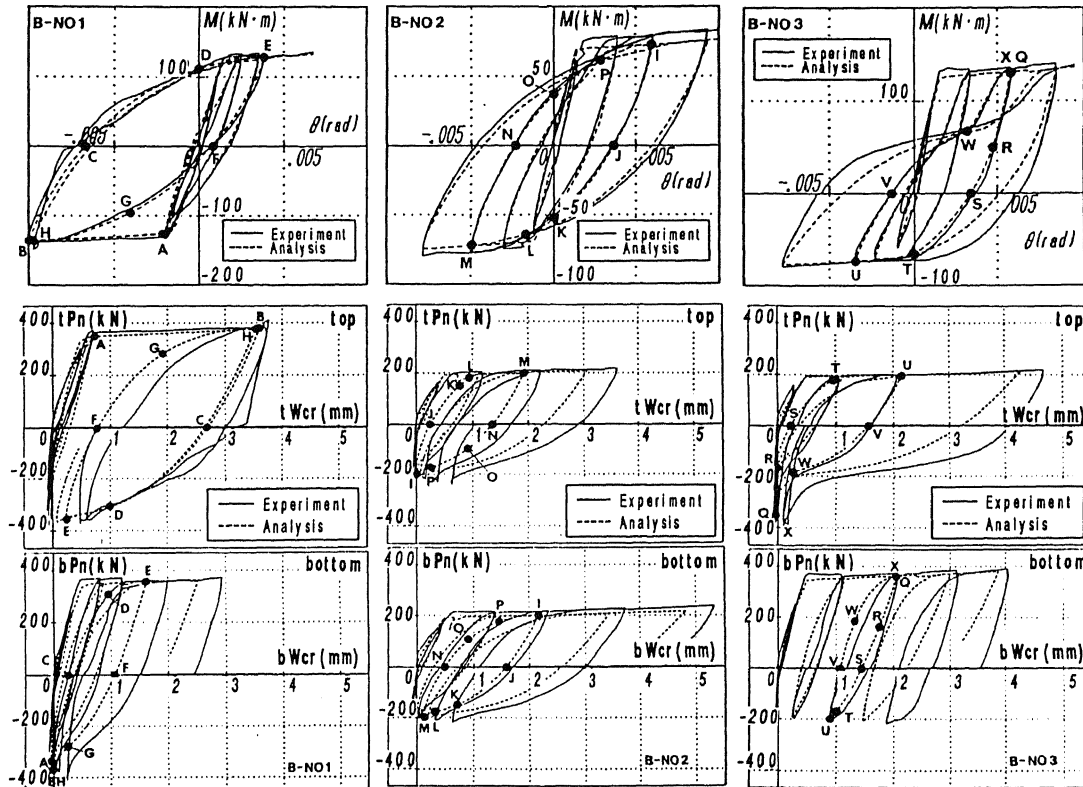 B-NO1
M(kN·m)
D
E
100
-.005
θ(rad)
C
F
.005
G
-100
H
B
A
Experiment
Analysis
-200
B-NO2
M(kN·m)
I
50
P
O
-.005
N
0
.005
J
θ(rad)
-50
K
M
L
Experiment
Analysis
-100
B-NO3
M(kN·m)
Experiment
Analysis
X Q
100
-.005
W
R
V
0
S
.005
θ(rad)
U
T
-100
400
tPn(kN)
top
A
B
H
G
200
tWcr(mm)
F
C
0
1
2
3
4
5
-200
D
E
Experiment
Analysis
-400
400
tPn(kN)
top
L
M
200
K
tWcr(mm)
J
N
0
1
2
3
4
5
-200
I
P
O
Experiment
Analysis
-400
400
tPn(kN)
top
T
U
200
tWcr(mm)
S
V
0
1
2
3
4
5
R
W
-200
Q
X
Experiment
Analysis
-400
400
bPn(kN)
bottom
E
D
200
bWcr(mm)
C
F
0
1
2
3
4
5
-200
G
A
B
H
-400
B-NO1
400
bPn(kN)
bottom
P
I
200
O
bWcr(mm)
N
J
0
1
2
3
4
5
K
M
L
-200
-400
B-NO2
400
bPn(kN)
bottom
X
Q
W
R
200
bWcr(mm)
V
S
0
1
2
3
4
5
T
U
-200
-400
B-NO3